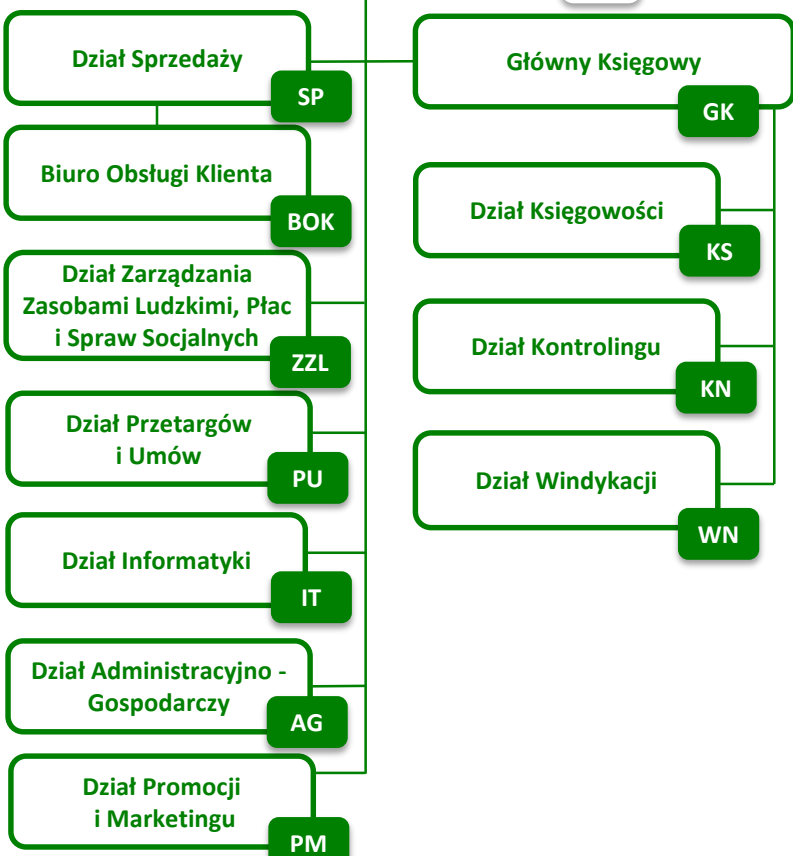 Dział Sprzedaży
SP
Biuro Obsługi Klienta
BOK
Dział Zarządzania
Zasobami Ludzkimi, Płac
i Spraw Socjalnych
ZZL
Dział Przetargów
i Umów
PU
Dział Informatyki
IT
Dział Administracyjno -
Gospodarczy
AG
Dział Promocji
i Marketingu
PM
Główny Księgowy
GK
Dział Księgowości
KS
Dział Kontrolingu
KN
Dział Windykacji
WN